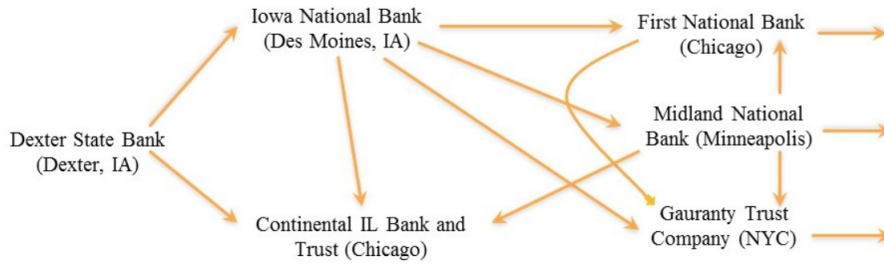 Iowa National Bank
(Des Moines, IA)
First National Bank
(Chicago)
Dexter State Bank
(Dexter, IA)
Midland National
Bank (Minneapolis)
Continental IL Bank and
Trust (Chicago)
Gauranty Trust
Company (NYC)